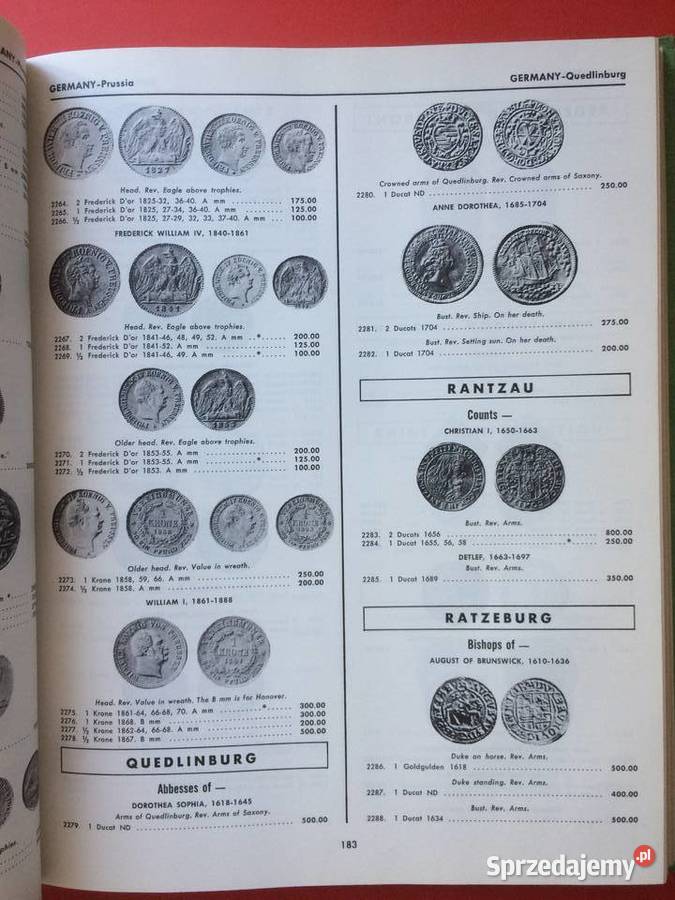 GERMANY-Prussia
GERMANY-Quedlinburg
1827
Head. Rev. Eagle above trophies.
2264. 2 Frederick D'or 1825-32, 36-40. A mm 175.00
2265. 1 Frederick D'or 1825, 27-34, 36-40. A mm 125.00
2266. ½ Frederick D'or 1825, 27-29, 32, 33, 37-40. A mm 100.00
FREDERICK WILLIAM IV, 1840-1861
1841
Head. Rev. Eagle above trophies.
2267. 2 Frederick D'or 1841-46, 48, 49, 52. A mm * 200.00
2268. 1 Frederick D'or 1841-52. A mm 125.00
2269. ½ Frederick D'or 1841-46, 49. A mm * 100.00
1853
Older head. Rev. Eagle above trophies.
2270. 2 Frederick D'or 1853-55. A mm 200.00
2271. 1 Frederick D'or 1853-55. A mm * 125.00
2272. ½ Frederick D'or 1853. A mm 100.00
1 KRONE 1858
Older head. Rev. Value in wreath.
2273. 1 Krone 1858, 59, 66. A mm 250.00
2274. ½ Krone 1858. A mm 200.00
WILLIAM I, 1861-1888
1 KRONE
Head. Rev. Value in wreath. The B mm is for Hanover.
2275. 1 Krone 1861-64, 66-68, 70. A mm * 300.00
2276. 1 Krone 1868. B mm 300.00
2277. ½ Krone 1862-64, 66-68. A mm 200.00
2278. ½ Krone 1867. B mm 500.00
QUEDLINBURG
Abbesses of —
DOROTHEA SOPHIA, 1618-1645
Arms of Quedlinburg. Rev. Arms of Saxony.
2279. 1 Ducat ND 500.00
Crowned arms of Quedlinburg. Rev. Crowned arms of Saxony.
2280. 1 Ducat ND 250.00
ANNE DOROTHEA, 1685-1704
Bust. Rev. Ship. On her death.
2281. 2 Ducats 1704 275.00
Bust. Rev. Setting sun. On her death.
2282. 1 Ducat 1704 200.00
RANTZAU
Counts —
CHRISTIAN I, 1650-1663
Bust. Rev. Arms.
2283. 2 Ducats 1656 800.00
2284. 1 Ducat 1655, 56, 58 * 250.00
DETLEF, 1663-1697
Bust. Rev. Arms.
2285. 1 Ducat 1689 350.00
RATZEBURG
Bishops of —
AUGUST OF BRUNSWICK, 1610-1636
Duke on horse. Rev. Arms.
2286. 1 Goldgulden 1618 500.00
Duke standing. Rev. Arms.
2287. 1 Ducat ND 400.00
Bust. Rev. Arms.
2288. 1 Ducat 1634 500.00
183
Sprzedajemy.pl